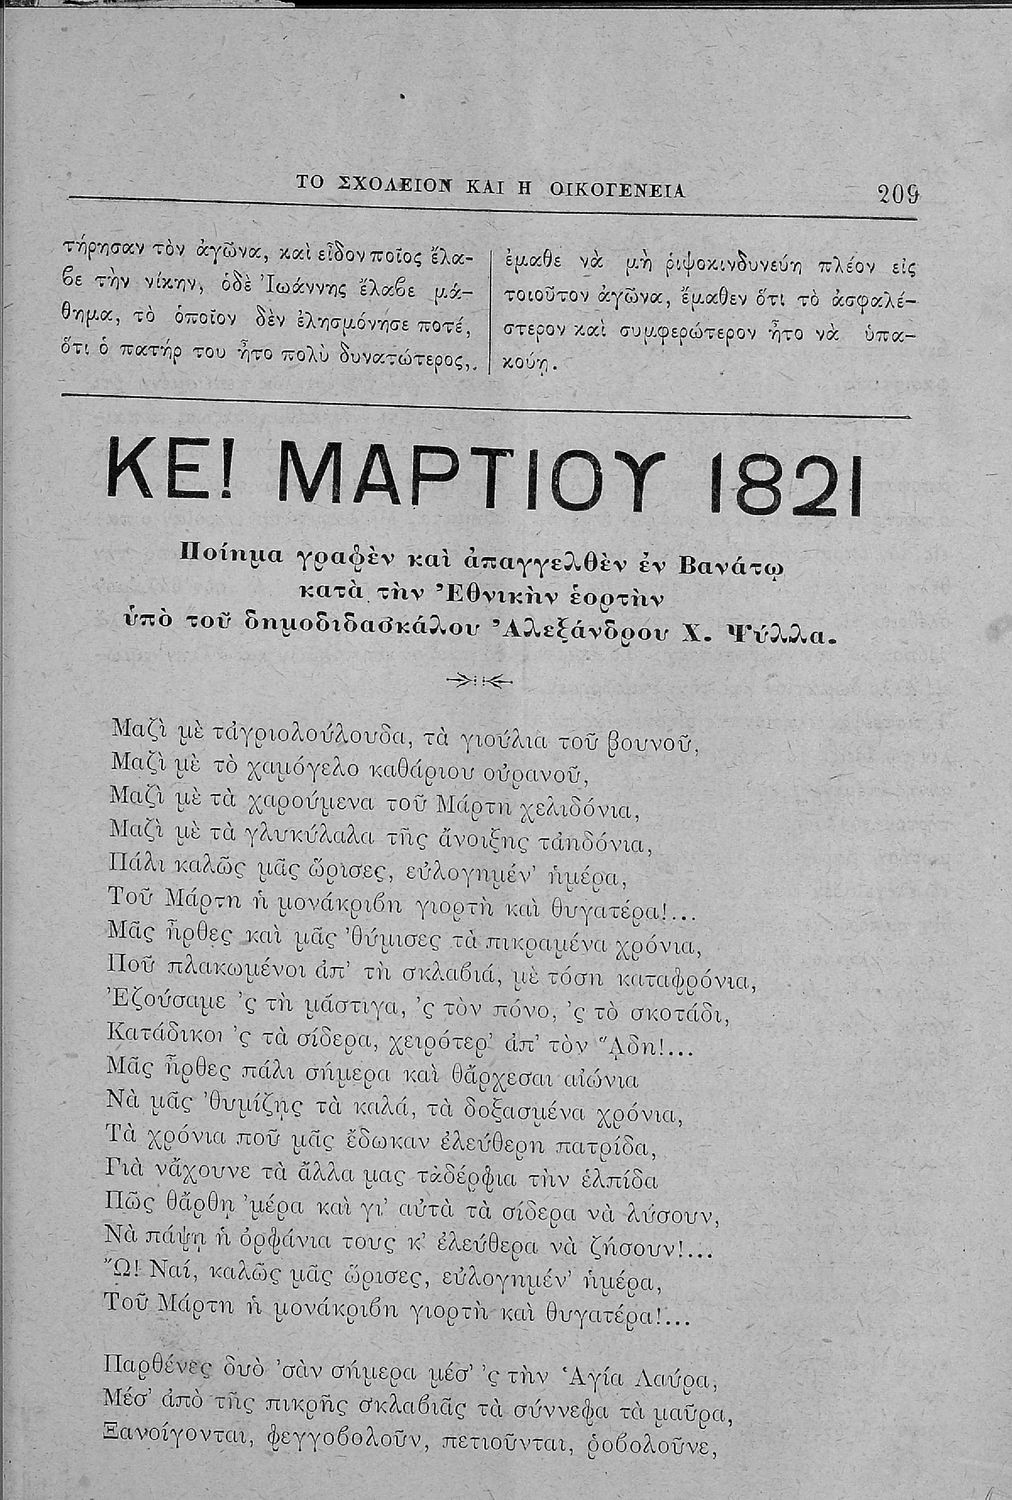 ΤΟ ΣΧΟΛΕΙΟΝ ΚΑΙ Η ΟΙΚΟΓΕΝΕΙΑ 209
τήρησαν τὸν ἀγῶνα, καὶ εἶδον ποῖος ἔλα-
βε τὴν νίκην, ὁδὲ Ἰωάννης ἔλαβε μά-
θημα, τὸ ὁποῖον δὲν ἐλησμόνησε ποτέ,
ὅτι ὁ πατήρ του ἦτο πολὺ δυνατώτερος,.
ἐμαθε νὰ μὴ ῥιψοκινδυνεύῃ πλέον εἰς
τοιοῦτον ἀγῶνα, ἔμαθεν ὅτι τὸ ἀσφαλέ-
στερον καὶ συμφερώτερον ἦτο νὰ ὑπα-
κούῃ.
ΚΕ! ΜΑΡΤΙΟΥ 1821
Ποίημα γραφὲν καὶ ἀπαγγελθὲν ἐν Βανάτῳ
κατὰ τὴν Ἐθνικὴν ἑορτὴν
ὑπὸ τοῦ δημοδιδασκάλου Ἀλεξάνδρου Χ. Ψύλλα.
Μαζὶ μὲ τἀγριολούλουδα, τὰ γιούλια τοῦ βουνοῦ,
Μαζὶ μὲ τὸ χαμόγελο καθάριου οὐρανοῦ,
Μαζὶ μὲ τὰ χαρούμενα τοῦ Μάρτη χελιδόνια,
Μαζὶ μὲ τὰ γλυκύλαλα τῆς ἄνοιξης τἀηδόνια,
Πάλι καλῶς μᾶς ὥρισες, εὐλογημέν’ ἡμέρα,
Τοῦ Μάρτη ἡ μονάκριβη γιορτὴ καὶ θυγατέρα!...
Μᾶς ἦρθες καὶ μᾶς ’θύμισες τὰ πικραμένα χρόνια,
Ποῦ πλακωμένοι ἀπ’ τὴ σκλαβιά, μὲ τόση καταφρόνια,
Ἐζούσαμε ’ς τὴ μάστιγα, ’ς τὸν πόνο, ’ς τὸ σκοτάδι,
Κατάδικοι ’ς τὰ σίδερα, χειρότερ’ ἀπ’ τὸν ᾍδη!...
Μᾶς ἦρθες πάλι σήμερα καὶ θἄρχεσαι αἰώνια
Νὰ μᾶς ’θυμίζῃς τὰ καλά, τὰ δοξασμένα χρόνια,
Τὰ χρόνια ποῦ μᾶς ἔδωκαν ἐλεύθερη πατρίδα,
Γιὰ νἄχουνε τὰ ἄλλα μας τἀδέρφια τὴν ἐλπίδα
Πῶς θἄρθῃ ’μέρα καὶ γι’ αὐτὰ τὰ σίδερα νὰ λύσουν,
Νὰ πάψῃ ἡ ὀρφάνια τους κ’ ἐλεύθερα νὰ ζήσουν!...
Ὤ! Ναί, καλῶς μᾶς ὥρισες, εὐλογημέν’ ἡμέρα,
Τοῦ Μάρτη ἡ μονάκριβη γιορτὴ καὶ θυγατέρα!...
Παρθένες δυὸ ’σὰν σήμερα μέσ’ ’ς τὴν Ἁγία Λαύρα,
Μέσ’ ἀπὸ τῆς πικρῆς σκλαβιᾶς τὰ σύννεφα τὰ μαῦρα,
Ξανοίγονται, φεγγοβολοῦν, πετιοῦνται, ῥοβολοῦνε,